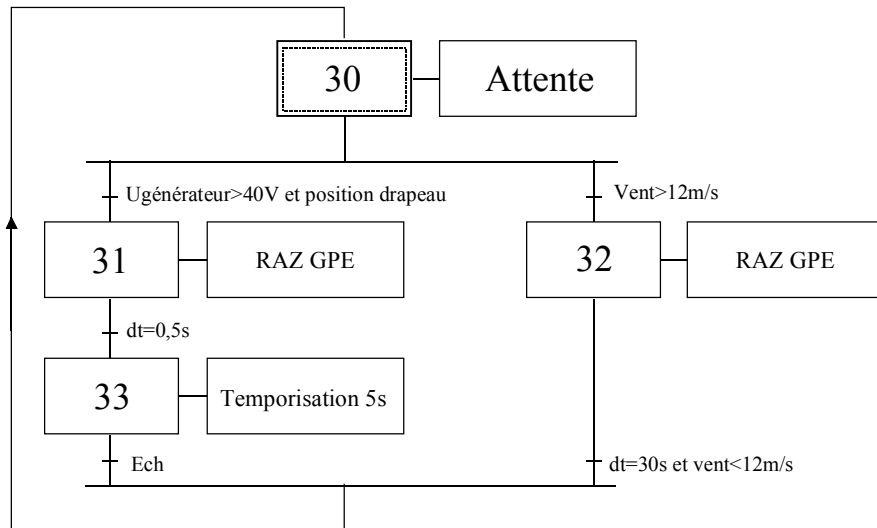 30
Attente
Ugénérateur>40V et position drapeau
Vent>12m/s
31
RAZ GPE
32
RAZ GPE
dt=0,5s
33
Temporisation 5s
Ech
dt=30s et vent<12m/s